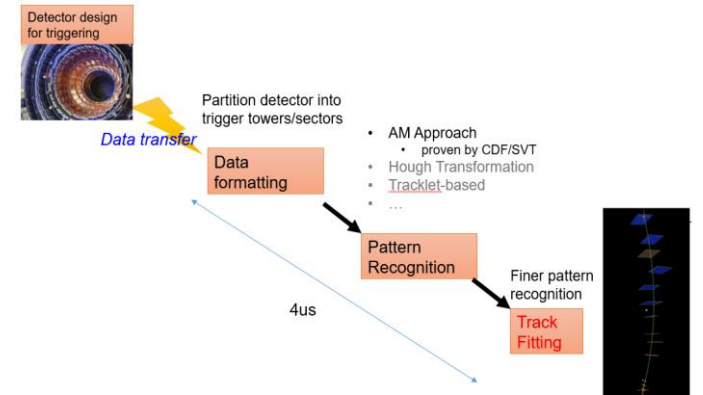 Detector design
for triggering
Data transfer
Partition detector into
trigger towers/sectors
Data
formatting
• AM Approach
• proven by CDF/SVT
• Hough Transformation
• Tracklet-based
• ...
Pattern
Recognition
Finer pattern
recognition
Track
Fitting
4us